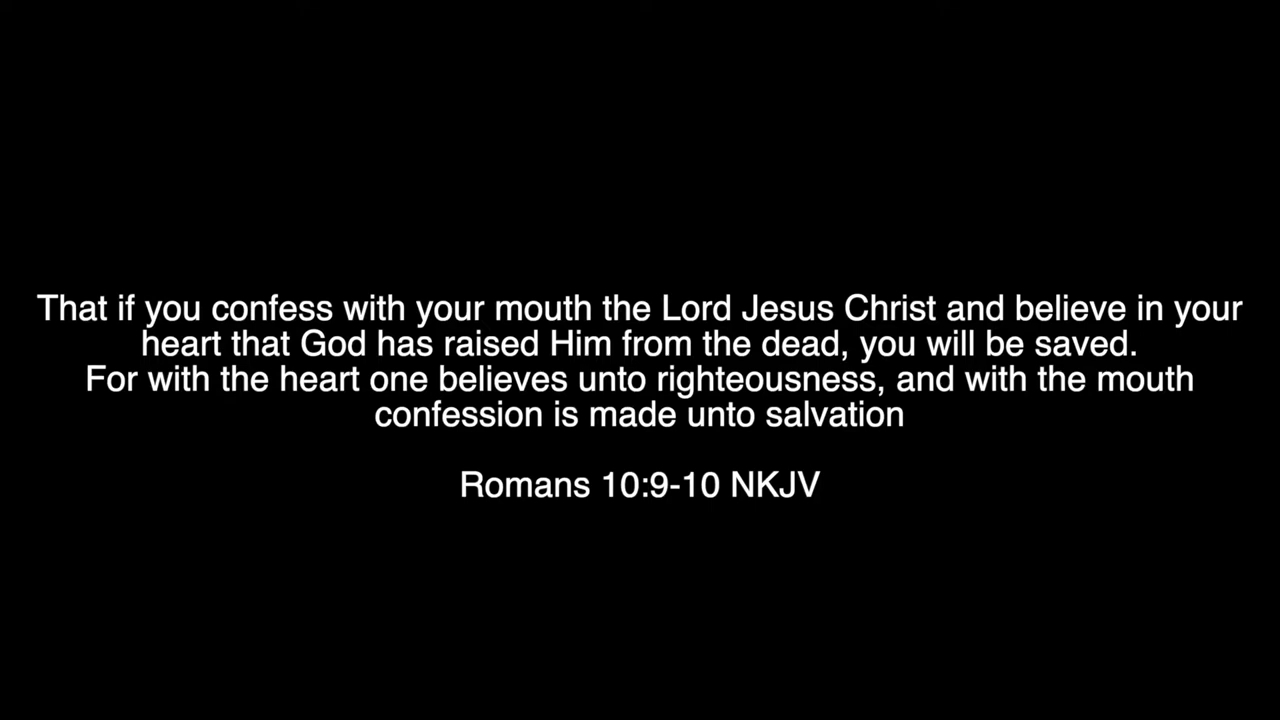 That if you confess with your mouth the Lord Jesus Christ and believe in your
heart that God has raised Him from the dead, you will be saved.
For with the heart one believes unto righteousness, and with the mouth
confession is made unto salvation
Romans 10:9-10 NKJV